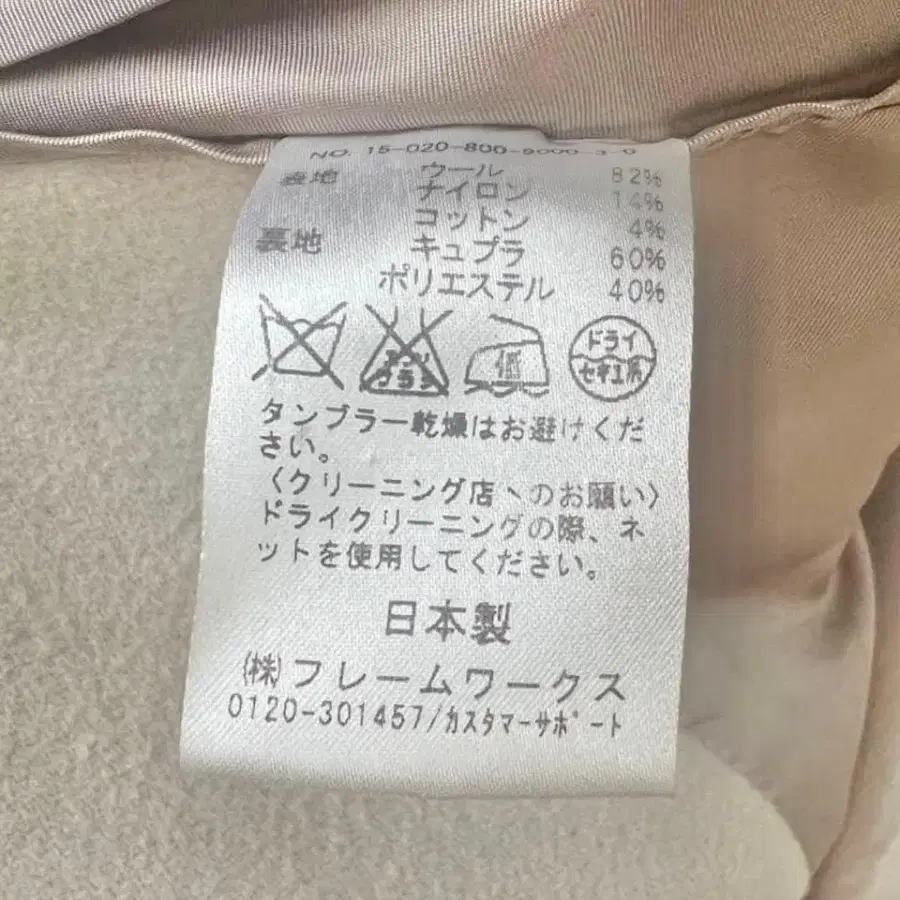 NO. 15-020-800-9000-3-0
表地 ウール 82%
ナイロン 14%
コットン 4%
裏地 キュプラ 60%
ポリエステル 40%
エンソ サラシ
低
ドライ
セキユ系
タンブラー乾燥はお避けくだ
さい。
〈クリーニング店へのお願い〉
ドライクリーニングの際、ネ
ットを使用してください。
日本製
(株)フレームワークス
0120-301457/カスタマーサポート